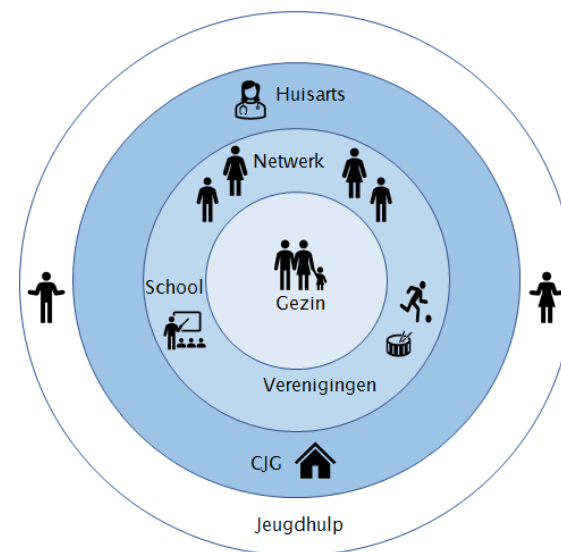 Huisarts
Netwerk
School
Gezin
Verenigingen
CJG
Jeugdhulp